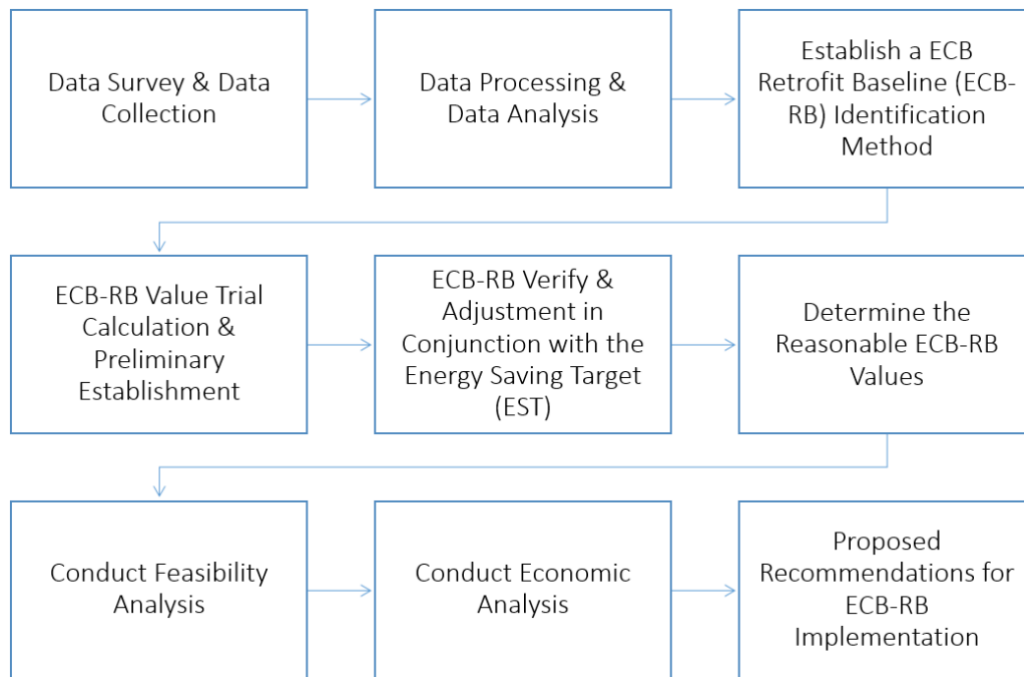 Data Survey & Data
Collection
Data Processing &
Data Analysis
Establish a ECB
Retrofit Baseline (ECB-
RB) Identification
Method
ECB-RB Value Trial
Calculation &
Preliminary
Establishment
ECB-RB Verify &
Adjustment in
Conjunction with the
Energy Saving Target
(EST)
Determine the
Reasonable ECB-RB
Values
Conduct Feasibility
Analysis
Conduct Economic
Analysis
Proposed
Recommendations for
ECB-RB
Implementation